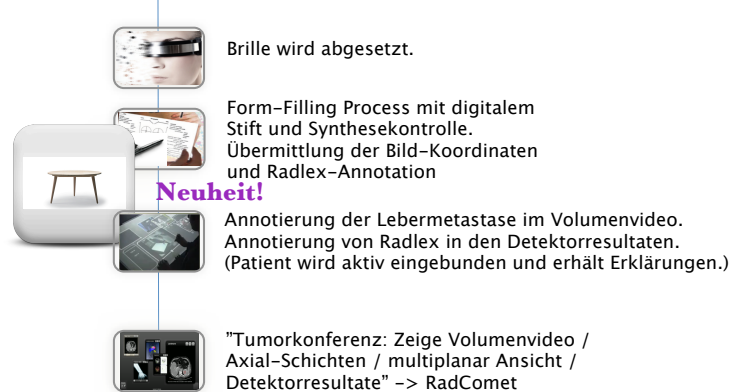 Brille wird abgesetzt.
Form-Filling Process mit digitalem
Stift und Synthesekontrolle.
Übermittlung der Bild-Koordinaten
und Radlex-Annotation
Neuheit!
Annotierung der Lebermetastase im Volumenvideo.
Annotierung von Radlex in den Detektorresultaten.
(Patient wird aktiv eingebunden und erhält Erklärungen.)
”Tumorkonferenz: Zeige Volumenvideo /
Axial-Schichten / multiplanar Ansicht /
Detektorresultate” -> RadComet